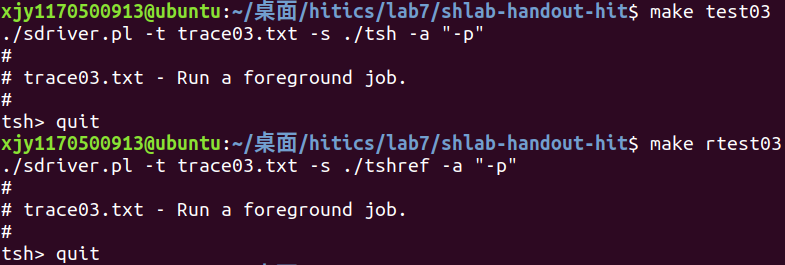 xjy1170500913@ubuntu:~/桌面/hitics/lab7/shlab-handout-hit$ make test03
./sdriver.pl -t trace03.txt -s ./tsh -a "-p"
#
# trace03.txt - Run a foreground job.
#
tsh> quit
xjy1170500913@ubuntu:~/桌面/hitics/lab7/shlab-handout-hit$ make rtest03
./sdriver.pl -t trace03.txt -s ./tshref -a "-p"
#
# trace03.txt - Run a foreground job.
#
tsh> quit